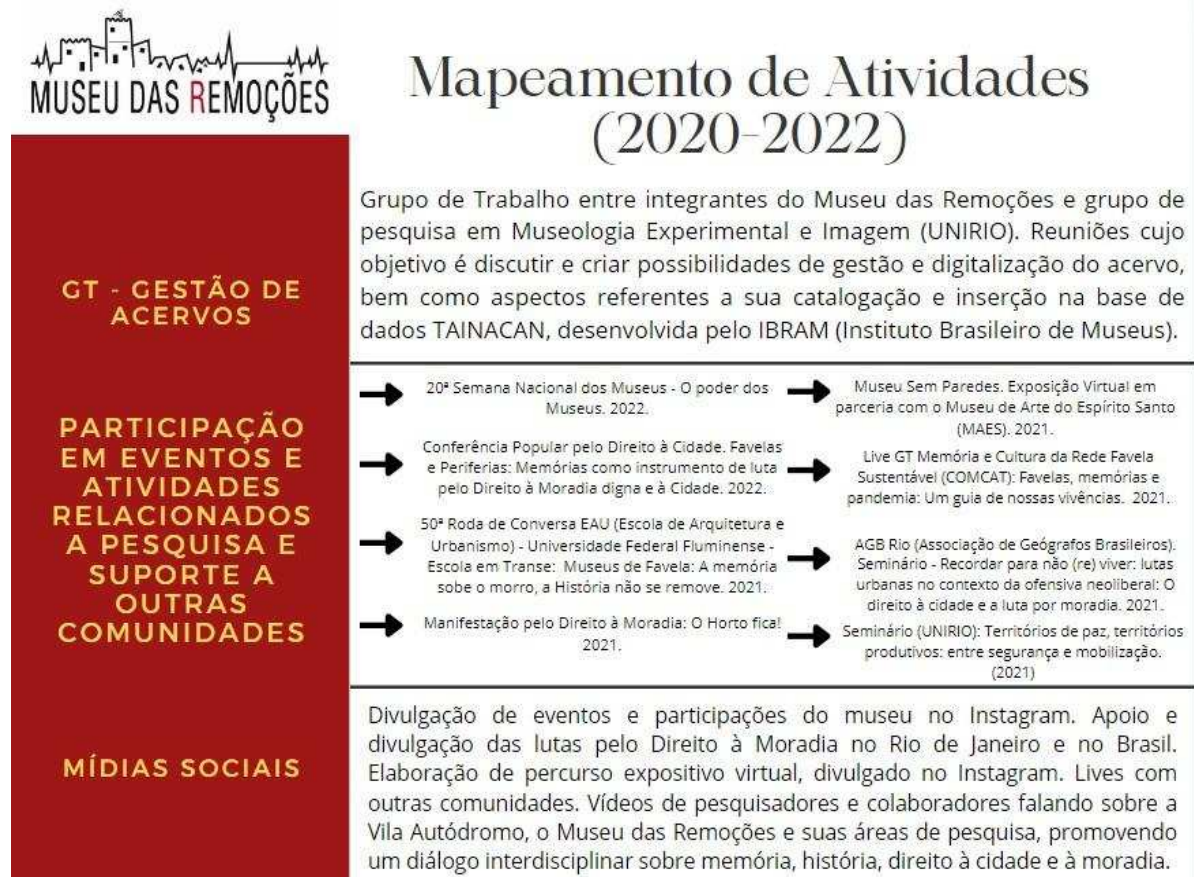 MUSEU DAS REMOÇÕES
Mapeamento de Atividades
(2020-2022)
GT - GESTÃO DE
ACERVOS
Grupo de Trabalho entre integrantes do Museu das Remoções e grupo de
pesquisa em Museologia Experimental e Imagem (UNIRIO). Reuniões cujo
objetivo é discutir e criar possibilidades de gestão e digitalização do acervo,
bem como aspectos referentes a sua catalogação e inserção na base de
dados TAINACAN, desenvolvida pelo IBRAM (Instituto Brasileiro de Museus).
PARTICIPAÇÃO
EM EVENTOS E
ATIVIDADES
RELACIONADOS
A PESQUISA E
SUPORTE A
OUTRAS
COMUNIDADES
20ª Semana Nacional dos Museus - O poder dos
Museus. 2022.
Conferência Popular pelo Direito à Cidade. Favelas
e Periferias: Memórias como instrumento de luta
pelo Direito à Moradia digna e à Cidade. 2022.
50ª Roda de Conversa EAU (Escola de Arquitetura e
Urbanismo) - Universidade Federal Fluminense -
Escola em Transe: Museus de Favela: A memória
sobe o morro, a História não se remove. 2021.
Manifestação pelo Direito à Moradia: O Horto fica!
2021.
Museu Sem Paredes. Exposição Virtual em
parceria com o Museu de Arte do Espírito Santo
(MAES). 2021.
Live GT Memória e Cultura da Rede Favela
Sustentável (COMCAT): Favelas, memórias e
pandemia: Um guia de nossas vivências. 2021.
AGB Rio (Associação de Geógrafos Brasileiros).
Seminário - Recordar para não (re) viver: lutas
urbanas no contexto da ofensiva neoliberal: O
direito à cidade e a luta por moradia. 2021.
Seminário (UNIRIO): Territórios de paz, territórios
produtivos: entre segurança e mobilização.
(2021)
MÍDIAS SOCIAIS
Divulgação de eventos e participações do museu no Instagram. Apoio e
divulgação das lutas pelo Direito à Moradia no Rio de Janeiro e no Brasil.
Elaboração de percurso expositivo virtual, divulgado no Instagram. Lives com
outras comunidades. Vídeos de pesquisadores e colaboradores falando sobre a
Vila Autódromo, o Museu das Remoções e suas áreas de pesquisa, promovendo
um diálogo interdisciplinar sobre memória, história, direito à cidade e à moradia.